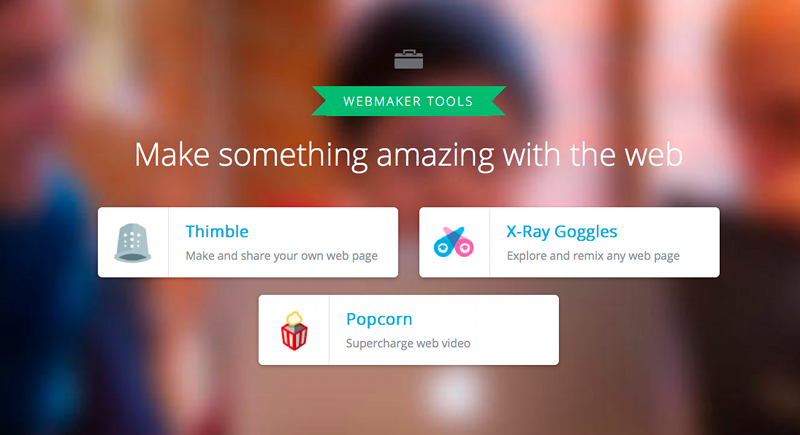 WEBMAKER TOOLS
Make something amazing with the web
Thimble
Make and share your own web page
X-Ray Goggles
Explore and remix any web page
Popcorn
Supercharge web video